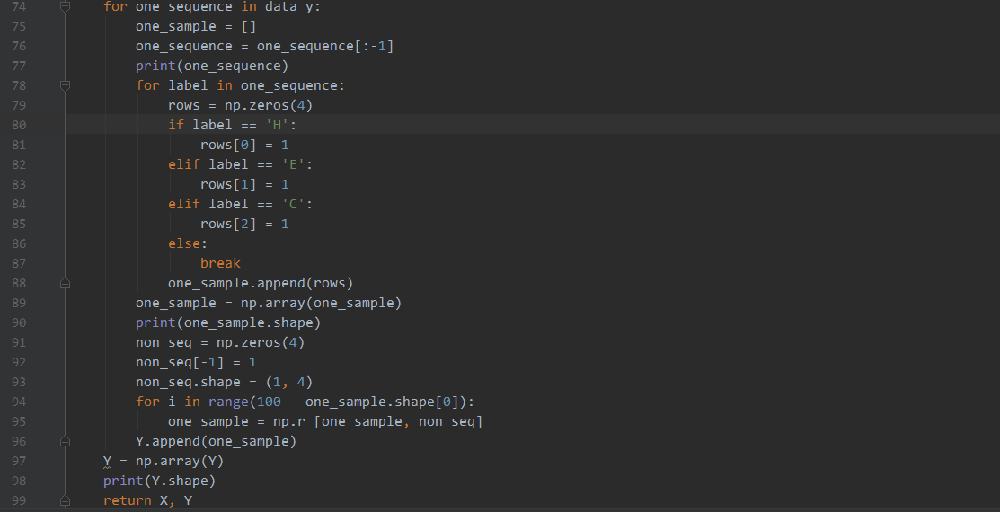 74 for one_sequence in data_y:
75 one_sample = []
76 one_sequence = one_sequence[:-1]
77 print(one_sequence)
78 for label in one_sequence:
79 rows = np.zeros(4)
80 if label == 'H':
81 rows[0] = 1
82 elif label == 'E':
83 rows[1] = 1
84 elif label == 'C':
85 rows[2] = 1
86 else:
87 break
88 one_sample.append(rows)
89 one_sample = np.array(one_sample)
90 print(one_sample.shape)
91 non_seq = np.zeros(4)
92 non_seq[-1] = 1
93 non_seq.shape = (1, 4)
94 for i in range(100 - one_sample.shape[0]):
95 one_sample = np.r_[one_sample, non_seq]
96 Y.append(one_sample)
97 Y = np.array(Y)
98 print(Y.shape)
99 return X, Y